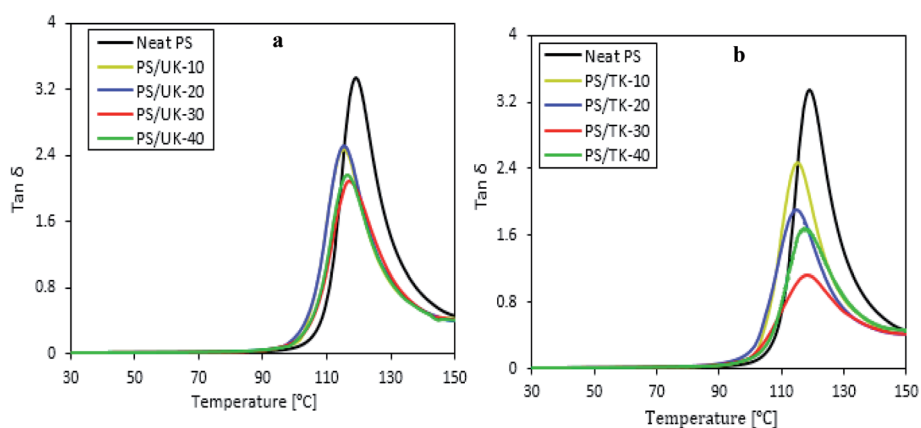 a
4
3.2
2.4
1.6
0.8
0
Tan δ
Neat PS
PS/UK-10
PS/UK-20
PS/UK-30
PS/UK-40
30 50 70 90 110 130 150
Temperature [°C]
b
4
3.2
2.4
1.6
0.8
0
Tan δ
Neat PS
PS/TK-10
PS/TK-20
PS/TK-30
PS/TK-40
30 50 70 90 110 130 150
Temperature [°C]